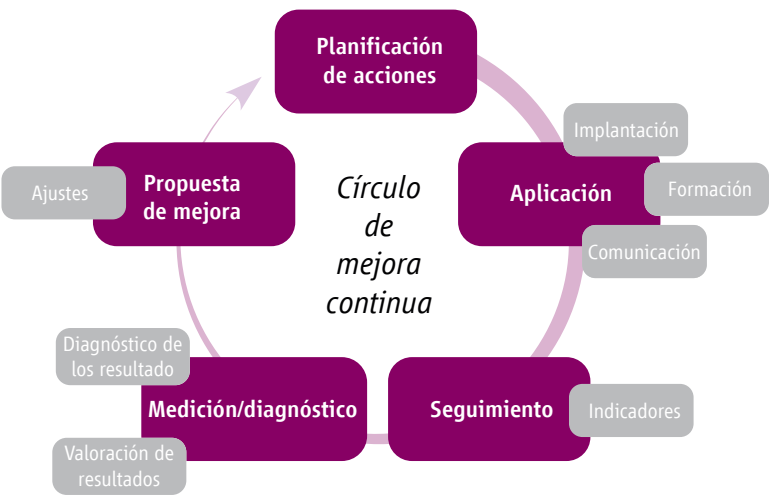 Planificación
de acciones
Implantación
Aplicación
Formación
Comunicación
Seguimiento
Indicadores
Medición/diagnóstico
Diagnóstico de
los resultado
Valoración de
resultados
Propuesta
de mejora
Ajustes
Círculo
de
mejora
continua